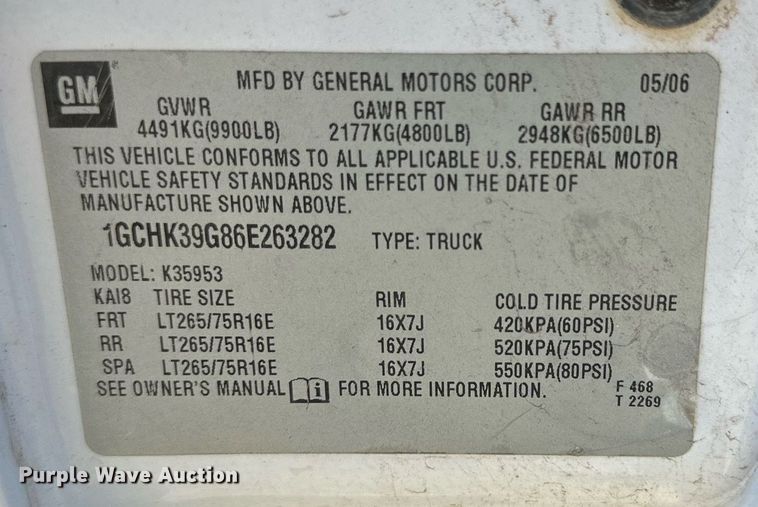 GM
MFD BY GENERAL MOTORS CORP. 05/06
GVWR GAWR FRT GAWR RR
4491KG(9900LB) 2177KG(4800LB) 2948KG(6500LB)
THIS VEHICLE CONFORMS TO ALL APPLICABLE U.S. FEDERAL MOTOR
VEHICLE SAFETY STANDARDS IN EFFECT ON THE DATE OF
MANUFACTURE SHOWN ABOVE.
1GCHK39G86E263282 TYPE: TRUCK
MODEL: K35953
KAI8 TIRE SIZE RIM COLD TIRE PRESSURE
FRT LT265/75R16E 16X7J 420KPA(60PSI)
RR LT265/75R16E 16X7J 520KPA(75PSI)
SPA LT265/75R16E 16X7J 550KPA(80PSI)
SEE OWNER'S MANUAL FOR MORE INFORMATION. F 468
T 2269
Purple Wave Auction